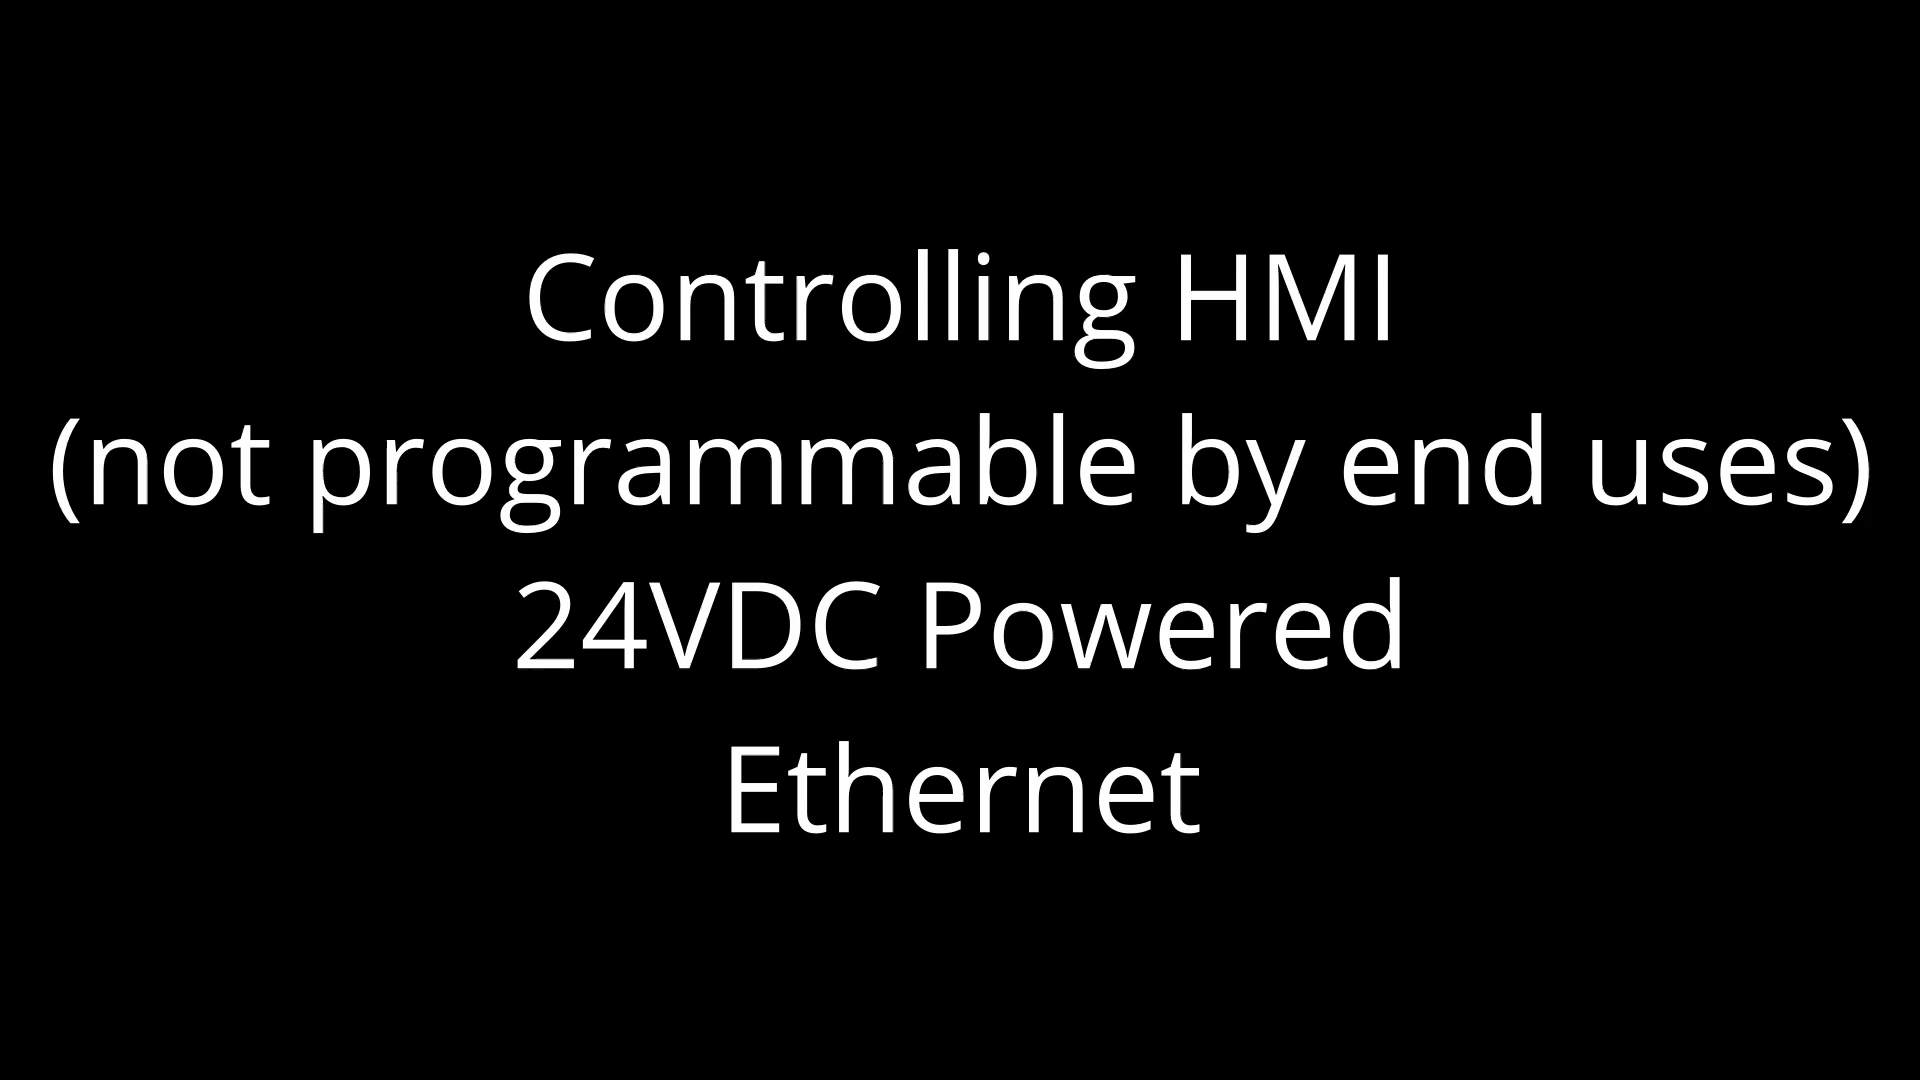 Controlling HMI
(not programmable by end uses)
24VDC Powered
Ethernet